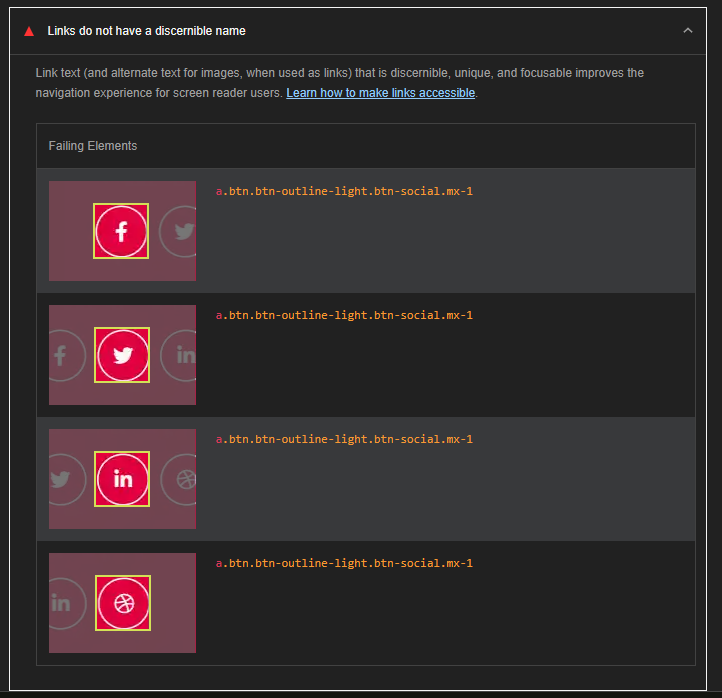 Links do not have a discernible name
Link text (and alternate text for images, when used as links) that is discernible, unique, and focusable improves the
navigation experience for screen reader users. Learn how to make links accessible.
Failing Elements
a.btn.btn-outline-light.btn-social.mx-1
f
a.btn.btn-outline-light.btn-social.mx-1
f in
a.btn.btn-outline-light.btn-social.mx-1
in
a.btn.btn-outline-light.btn-social.mx-1
in